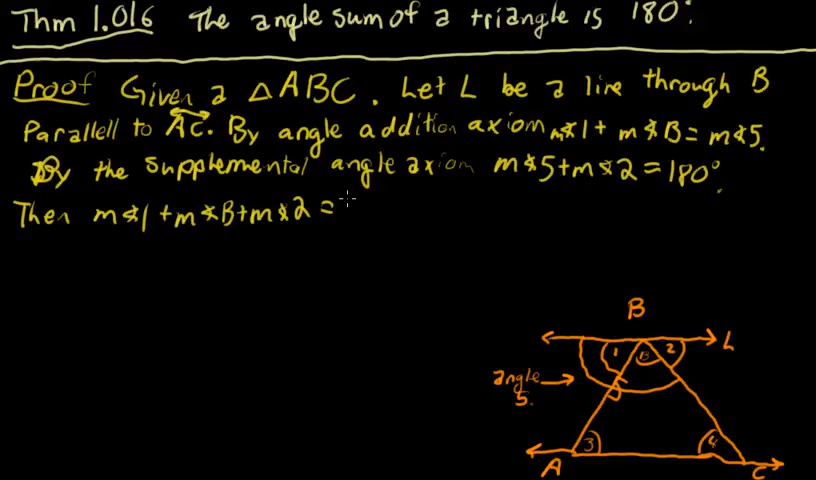 Thm 1.016 The angle sum of a triangle is 180°.
Proof Given a △ABC. Let L be a line through B
Parallell to AC. By angle addition axiom m∡1 + m∡B = m∡5.
By the supplemental angle axiom m∡5 + m∡2 = 180°.
Then m∡1 + m∡B + m∡2 =
B
L
1 B 2
angle
5.
3 4
A C